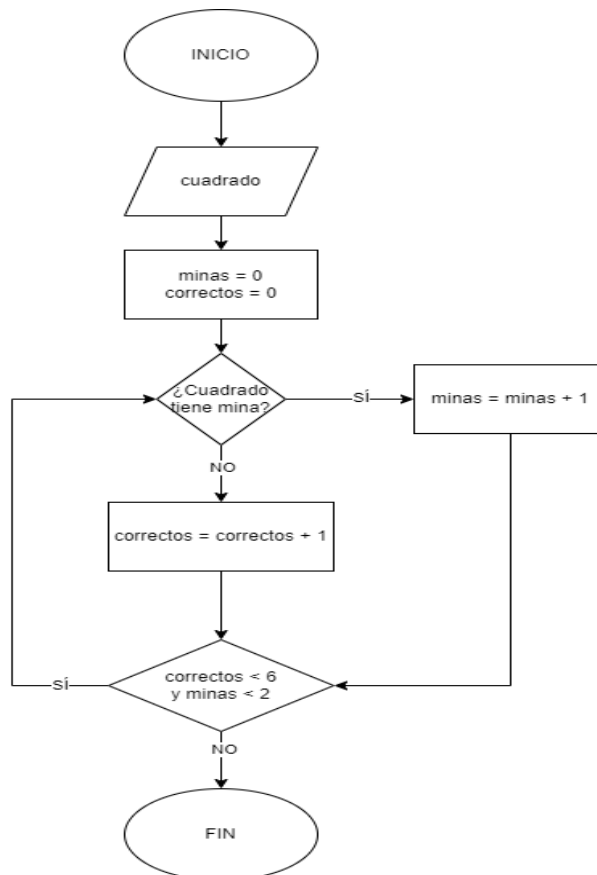 INICIO
cuadrado
minas = 0
correctos = 0
¿Cuadrado
tiene mina?
SÍ
minas = minas + 1
NO
correctos = correctos + 1
correctos < 6
y minas < 2
SÍ
NO
FIN